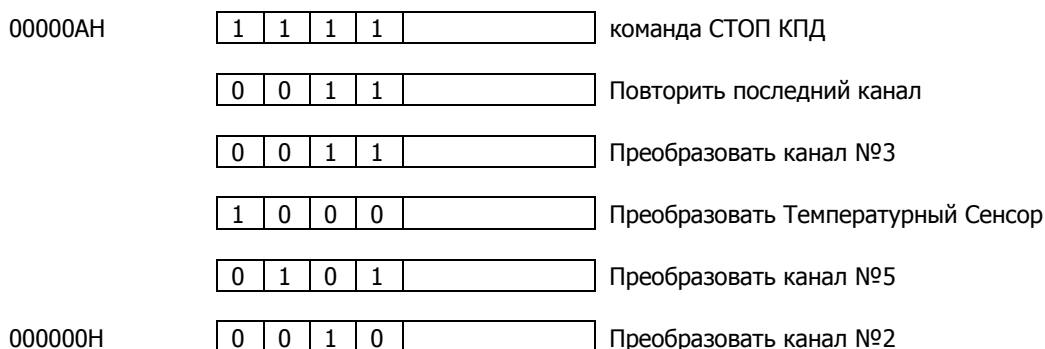 00000AH 1 1 1 1 команда СТОП КПД
0 0 1 1 Повторить последний канал
0 0 1 1 Преобразовать канал №3
1 0 0 0 Преобразовать Температурный Сенсор
0 1 0 1 Преобразовать канал №5
000000H 0 0 1 0 Преобразовать канал №2